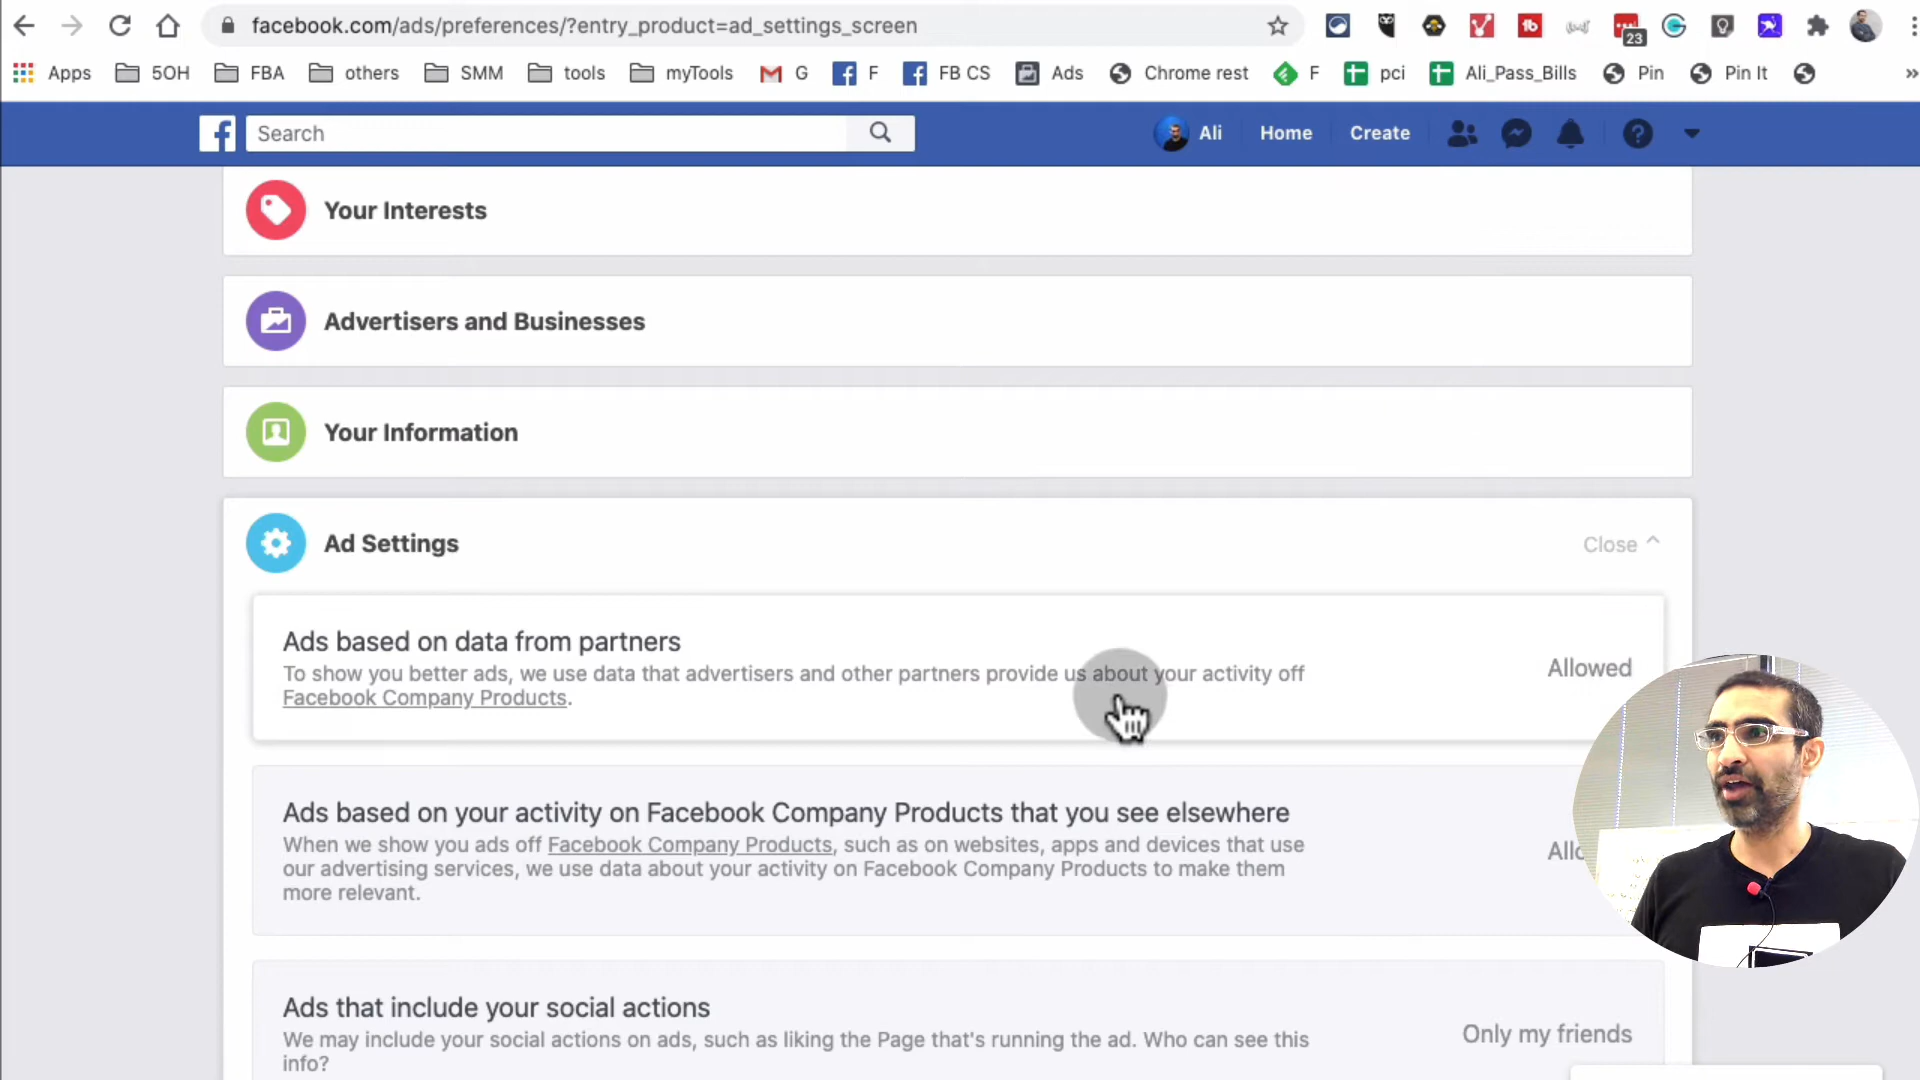 facebook.com/ads/preferences/?entry_product=ad_settings_screen
23
Apps 5OH FBA others SMM tools myTools G F FB CS Ads Chrome rest F pci Ali_Pass_Bills Pin Pin It »
Search Ali Home Create
Your Interests
Advertisers and Businesses
Your Information
Ad Settings Close
Ads based on data from partners
To show you better ads, we use data that advertisers and other partners provide us about your activity off
Facebook Company Products.
Allowed
Ads based on your activity on Facebook Company Products that you see elsewhere
When we show you ads off Facebook Company Products, such as on websites, apps and devices that use
our advertising services, we use data about your activity on Facebook Company Products to make them
more relevant.
Ads that include your social actions
We may include your social actions on ads, such as liking the Page that's running the ad. Who can see this
info?
Only my friends